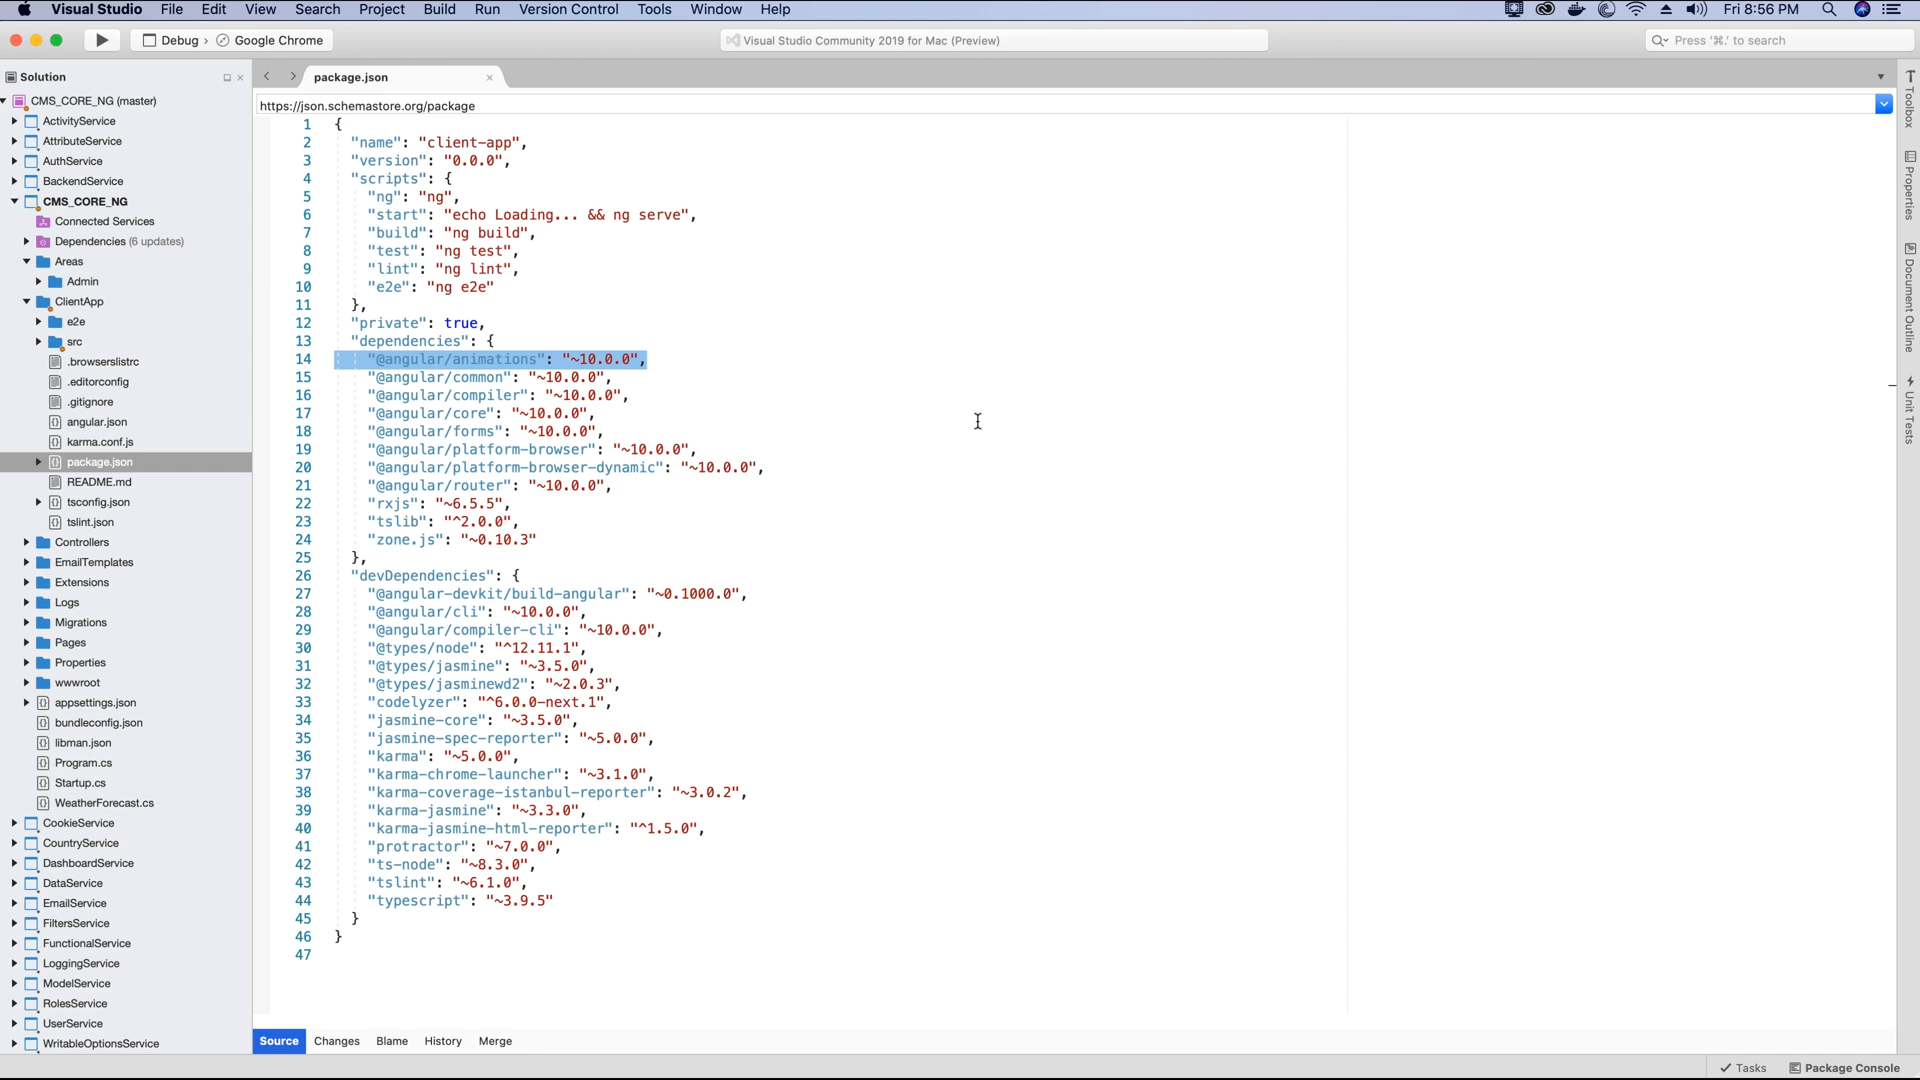 Visual Studio File Edit View Search Project Build Run Version Control Tools Window Help Fri 8:56 PM
Debug › Google Chrome Visual Studio Community 2019 for Mac (Preview) Press '⌘.' to search
Solution
CMS_CORE_NG (master)
ActivityService
AttributeService
AuthService
BackendService
CMS_CORE_NG
Connected Services
Dependencies (6 updates)
Areas
Admin
ClientApp
e2e
src
.browserslistrc
.editorconfig
.gitignore
angular.json
karma.conf.js
package.json
README.md
tsconfig.json
tslint.json
Controllers
EmailTemplates
Extensions
Logs
Migrations
Pages
Properties
wwwroot
appsettings.json
bundleconfig.json
libman.json
Program.cs
Startup.cs
WeatherForecast.cs
CookieService
CountryService
DashboardService
DataService
EmailService
FiltersService
FunctionalService
LoggingService
ModelService
RolesService
UserService
WritableOptionsService
package.json
https://json.schemastore.org/package
1 {
2 "name": "client-app",
3 "version": "0.0.0",
4 "scripts": {
5 "ng": "ng",
6 "start": "echo Loading... && ng serve",
7 "build": "ng build",
8 "test": "ng test",
9 "lint": "ng lint",
10 "e2e": "ng e2e"
11 },
12 "private": true,
13 "dependencies": {
14 "@angular/animations": "~10.0.0",
15 "@angular/common": "~10.0.0",
16 "@angular/compiler": "~10.0.0",
17 "@angular/core": "~10.0.0",
18 "@angular/forms": "~10.0.0",
19 "@angular/platform-browser": "~10.0.0",
20 "@angular/platform-browser-dynamic": "~10.0.0",
21 "@angular/router": "~10.0.0",
22 "rxjs": "~6.5.5",
23 "tslib": "^2.0.0",
24 "zone.js": "~0.10.3"
25 },
26 "devDependencies": {
27 "@angular-devkit/build-angular": "~0.1000.0",
28 "@angular/cli": "~10.0.0",
29 "@angular/compiler-cli": "~10.0.0",
30 "@types/node": "^12.11.1",
31 "@types/jasmine": "~3.5.0",
32 "@types/jasminewd2": "~2.0.3",
33 "codelyzer": "^6.0.0-next.1",
34 "jasmine-core": "~3.5.0",
35 "jasmine-spec-reporter": "~5.0.0",
36 "karma": "~5.0.0",
37 "karma-chrome-launcher": "~3.1.0",
38 "karma-coverage-istanbul-reporter": "~3.0.2",
39 "karma-jasmine": "~3.3.0",
40 "karma-jasmine-html-reporter": "^1.5.0",
41 "protractor": "~7.0.0",
42 "ts-node": "~8.3.0",
43 "tslint": "~6.1.0",
44 "typescript": "~3.9.5"
45 }
46 }
47
Source Changes Blame History Merge
Toolbox
Properties
Document Outline
Unit Tests
Tasks Package Console